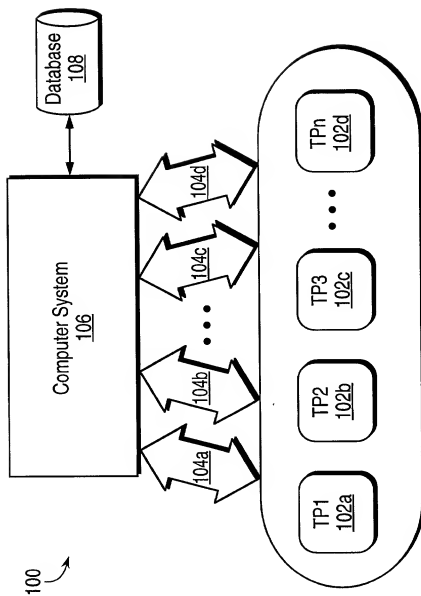 100
Computer System
106
Database
108
104a
104b
104c
104d
TP1
102a
TP2
102b
TP3
102c
TPn
102d